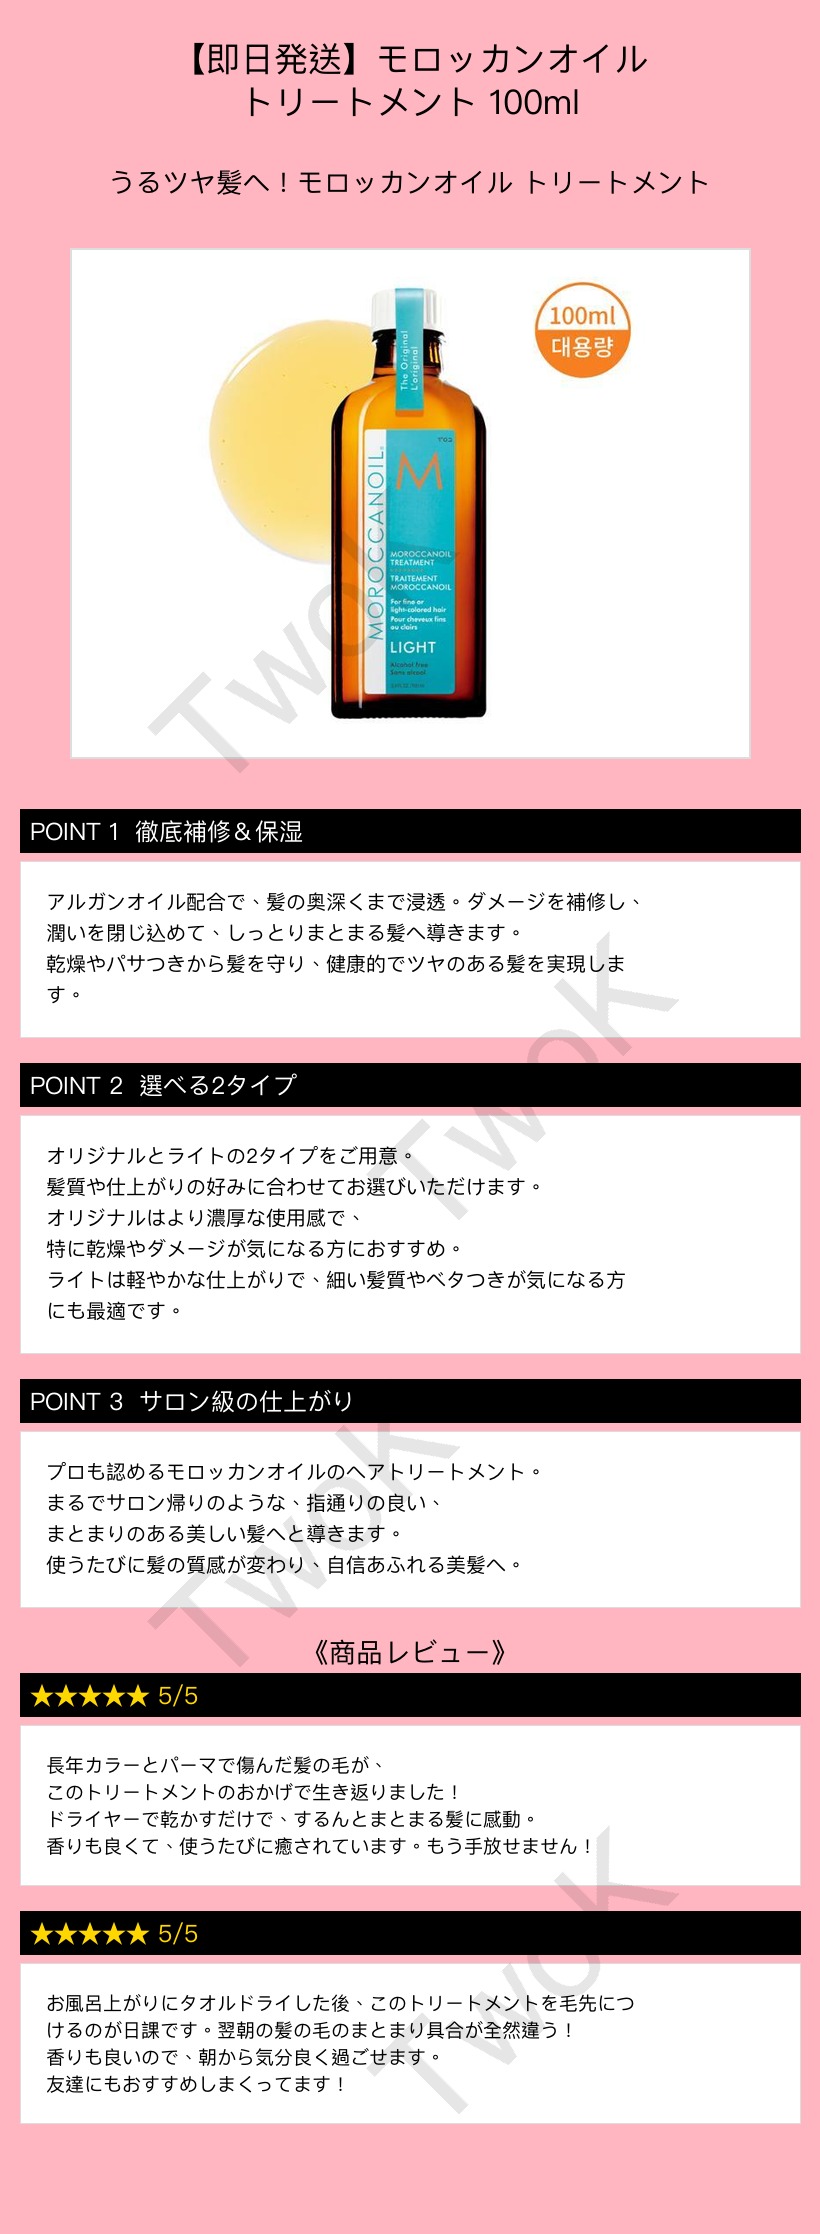 【即日発送】モロッカンオイル
トリートメント 100ml
うるツヤ髪へ！モロッカンオイル トリートメント
100ml
대용량
The Original
L'original
MOROCCANOIL
M
MOROCCANOIL
TREATMENT
TRAITEMENT
MOROCCANOIL
For fine or
light-colored hair
Pour cheveux fins
ou clairs
LIGHT
Alcohol free
Sans alcool
TwoK
POINT 1 徹底補修＆保湿
アルガンオイル配合で、髪の奥深くまで浸透。ダメージを補修し、
潤いを閉じ込めて、しっとりまとまる髪へ導きます。
乾燥やパサつきから髪を守り、健康的でツヤのある髪を実現しま
す。
TwoK
POINT 2 選べる2タイプ
オリジナルとライトの2タイプをご用意。
髪質や仕上がりの好みに合わせてお選びいただけます。
オリジナルはより濃厚な使用感で、
特に乾燥やダメージが気になる方におすすめ。
ライトは軽やかな仕上がりで、細い髪質やベタつきが気になる方
にも最適です。
POINT 3 サロン級の仕上がり
プロも認めるモロッカンオイルのヘアトリートメント。
まるでサロン帰りのような、指通りの良い、
まとまりのある美しい髪へと導きます。
使うたびに髪の質感が変わり、自信あふれる美髪へ。
TwoK
《商品レビュー》
★★★★★ 5/5
長年カラーとパーマで傷んだ髪の毛が、
このトリートメントのおかげで生き返りました！
ドライヤーで乾かすだけで、するんとまとまる髪に感動。
香りも良くて、使うたびに癒されています。もう手放せません！
★★★★★ 5/5
お風呂上がりにタオルドライした後、このトリートメントを毛先につ
けるのが日課です。翌朝の髪の毛のまとまり具合が全然違う！
香りも良いので、朝から気分良く過ごせます。
友達にもおすすめしまくってます！
TwoK